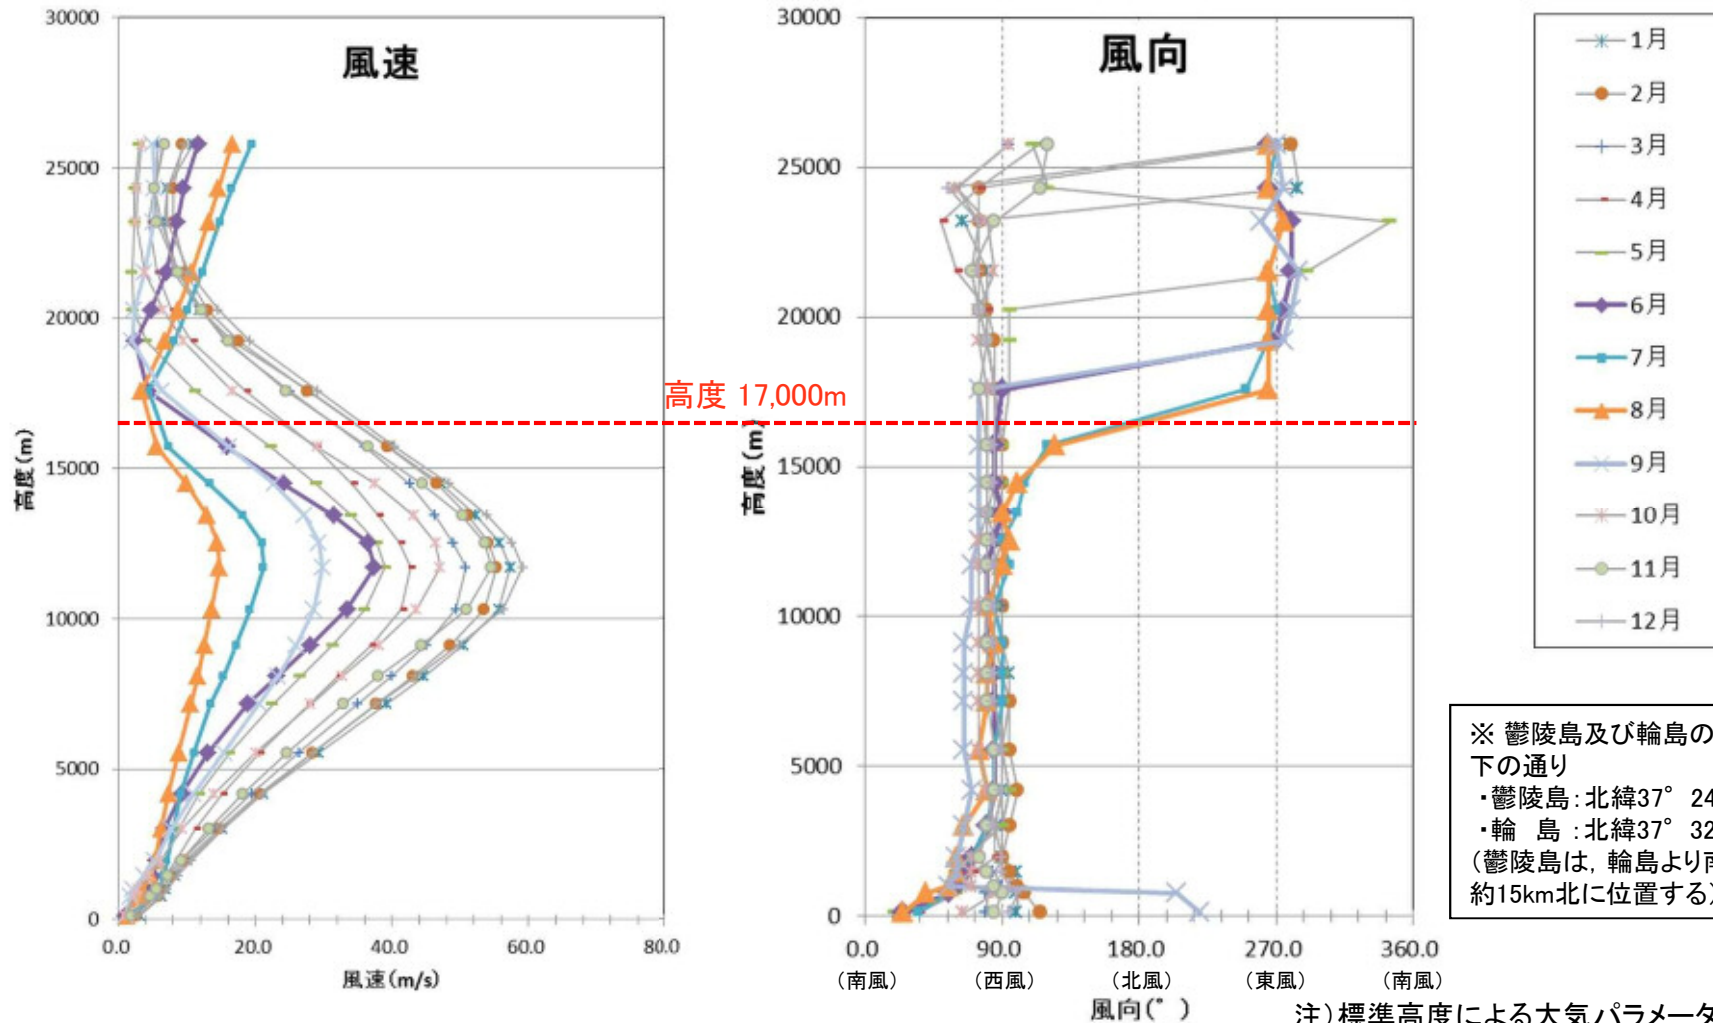 風速
30000
25000
20000
15000
10000
5000
0
高度(m)
0.0 20.0 40.0 60.0 80.0
風速(m/s)
高度 17,000m
風向
30000
25000
20000
15000
10000
5000
0
高度(m)
0.0 90.0 180.0 270.0 360.0
(南風) (西風) (北風) (東風) (南風)
風向(°)
1月
2月
3月
4月
5月
6月
7月
8月
9月
10月
11月
12月
※ 鬱陵島及び輪島の
下の通り
・鬱陵島：北緯37° 24
・輪 島：北緯37° 32
（鬱陵島は，輪島より南
約15km北に位置する）
注）標準高度による大気パラメータ